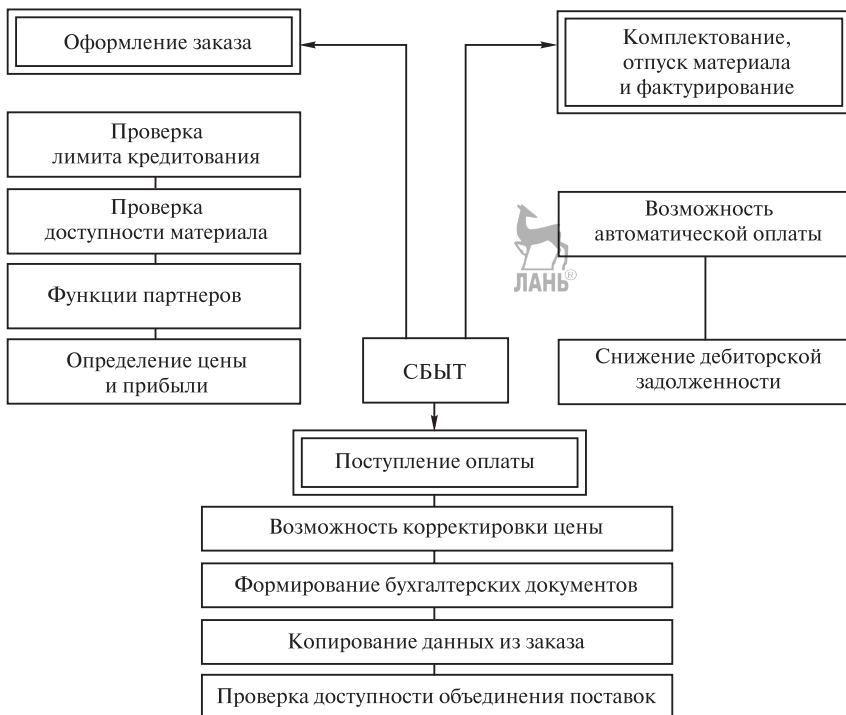 Оформление заказа
Проверка
лимита кредитования
Проверка
доступности материала
Функции партнеров
Определение цены
и прибыли
Комплектование,
отпуск материала
и фактурирование
ЛАНЬ®
Возможность
автоматической оплаты
Снижение дебиторской
задолженности
СБЫТ
Поступление оплаты
Возможность корректировки цены
Формирование бухгалтерских документов
Копирование данных из заказа
Проверка доступности объединения поставок